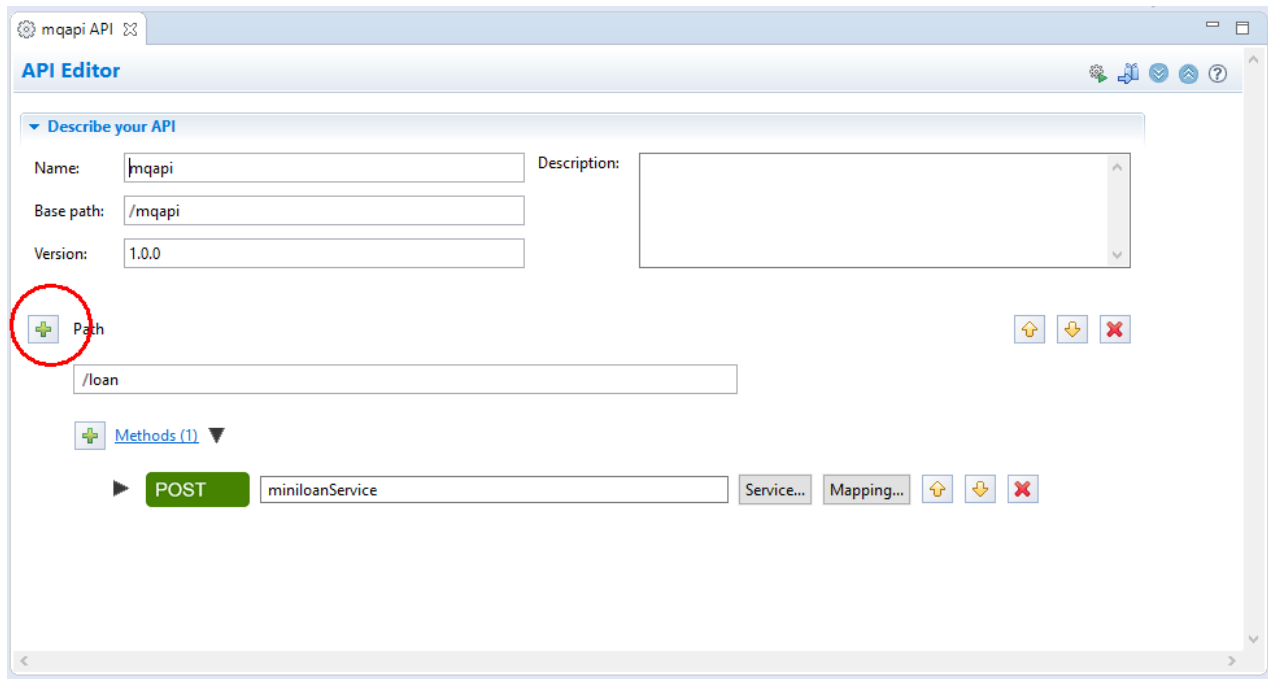 mqapi API
API Editor
Describe your API
Name: mqapi Description:
Base path: /mqapi
Version: 1.0.0
Path
/loan
Methods (1)
POST miniloanService Service... Mapping...